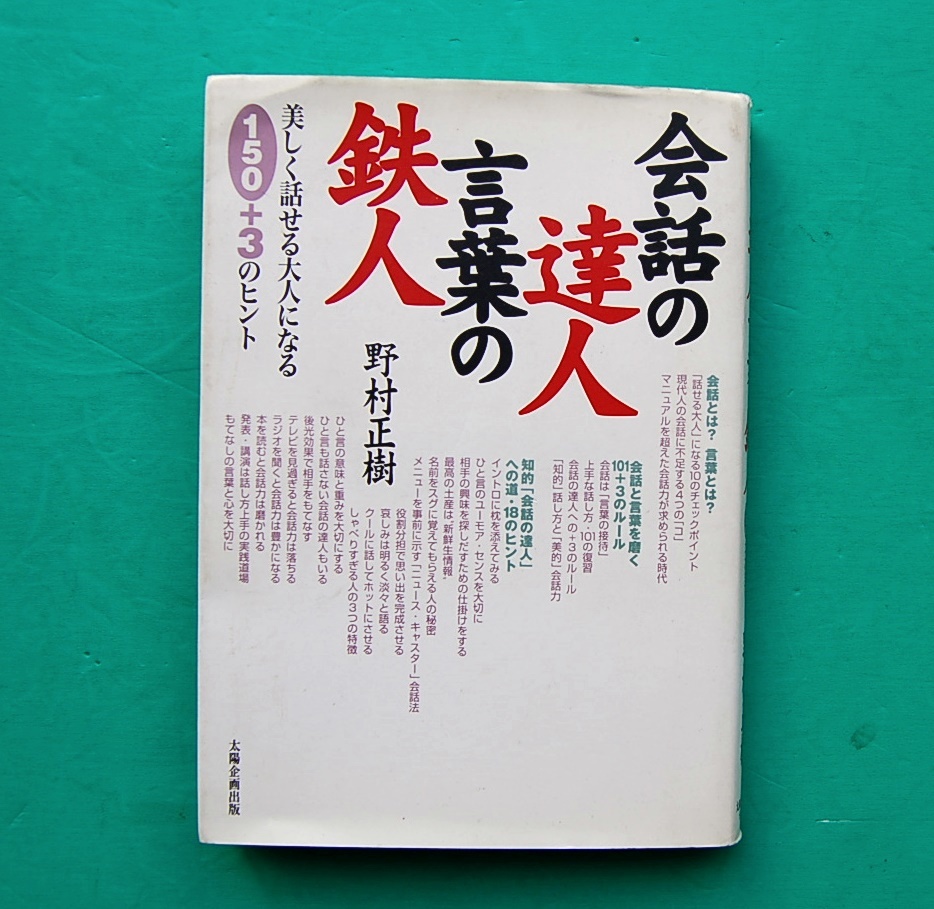 会話の
達人
言葉の
鉄人
美しく話せる大人になる
150+3のヒント
野村正樹
会話とは? 言葉とは?
「話せる大人」になる10のチェックポイント
現代人の会話に不足する4つの「コ」
マニュアルを超えた会話力が求められる時代
会話と言葉を磨く
101+3のルール
会話は「言葉の接待」
上手な話し方・101の復習
会話の達人への+3のルール
「知的」話し方と「美的」会話力
知的「会話の達人」
への道・18のヒント
イントロに枕を添えてみる
ひと言のユーモア・センスを大切に
相手の興味を探しだすための仕掛けをする
最高の土産は“新鮮生情報”
名前をスグに覚えてもらえる人の秘密
メニューを事前に示す「ニュース・キャスター」会話法
役割分担で思い出を完成させる
哀しみは明るく淡々と語る
クールに話してホットにさせる
しゃべりすぎる人の3つの特徴
ひと言の意味と重みを大切にする
ひと言も話さない会話の達人もいる
後光効果で相手をもてなす
テレビを見過ぎると会話力は落ちる
ラジオを聞くと会話力は豊かになる
本を読むと会話力は磨かれる
発表・講演は話し方上手の実践道場
もてなしの言葉と心を大切に
太陽企画出版